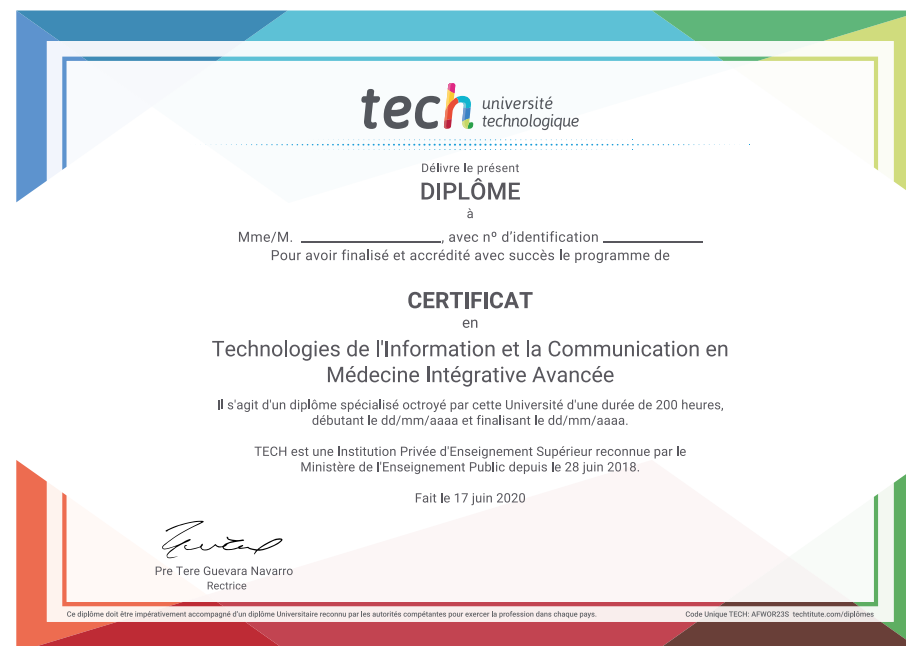 tech université
technologique
Délivre le présent
DIPLÔME
à
Mme/M. ____________________, avec nº d'identification ______________
Pour avoir finalisé et accrédité avec succès le programme de
CERTIFICAT
en
Technologies de l'Information et la Communication en
Médecine Intégrative Avancée
Il s'agit d'un diplôme spécialisé octroyé par cette Université d'une durée de 200 heures,
débutant le dd/mm/aaaa et finalisant le dd/mm/aaaa.
TECH est une Institution Privée d'Enseignement Supérieur reconnue par le
Ministère de l'Enseignement Public depuis le 28 juin 2018.
Fait le 17 juin 2020
Pre Tere Guevara Navarro
Rectrice
Ce diplôme doit être impérativement accompagné d'un diplôme Universitaire reconnu par les autorités compétantes pour exercer la profession dans chaque pays. Code Unique TECH: AFWOR23S techtitute.com/diplômes